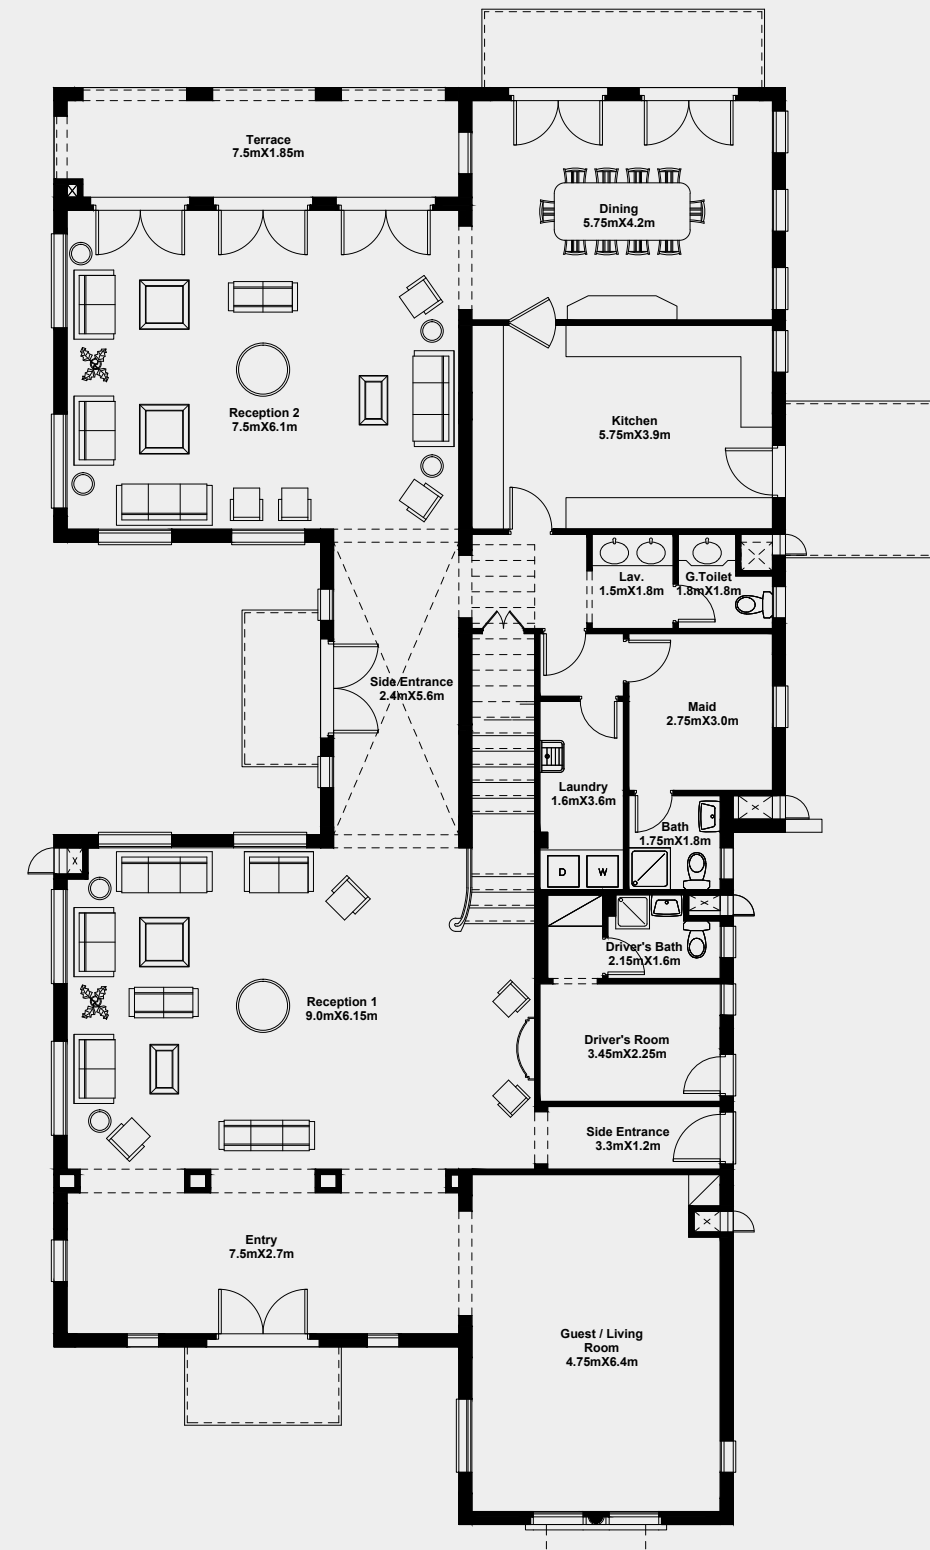 Terrace
7.5mX1.85m
Dining
5.75mX4.2m
Reception 2
7.5mX6.1m
Kitchen
5.75mX3.9m
Lav.
1.5mX1.8m
G.Toilet
1.8mX1.8m
Side Entrance
2.4mX5.6m
Maid
2.75mX3.0m
Laundry
1.6mX3.6m
Bath
1.75mX1.8m
D
W
Driver's Bath
2.15mX1.6m
Reception 1
9.0mX6.15m
Driver's Room
3.45mX2.25m
Side Entrance
3.3mX1.2m
Entry
7.5mX2.7m
Guest / Living
Room
4.75mX6.4m